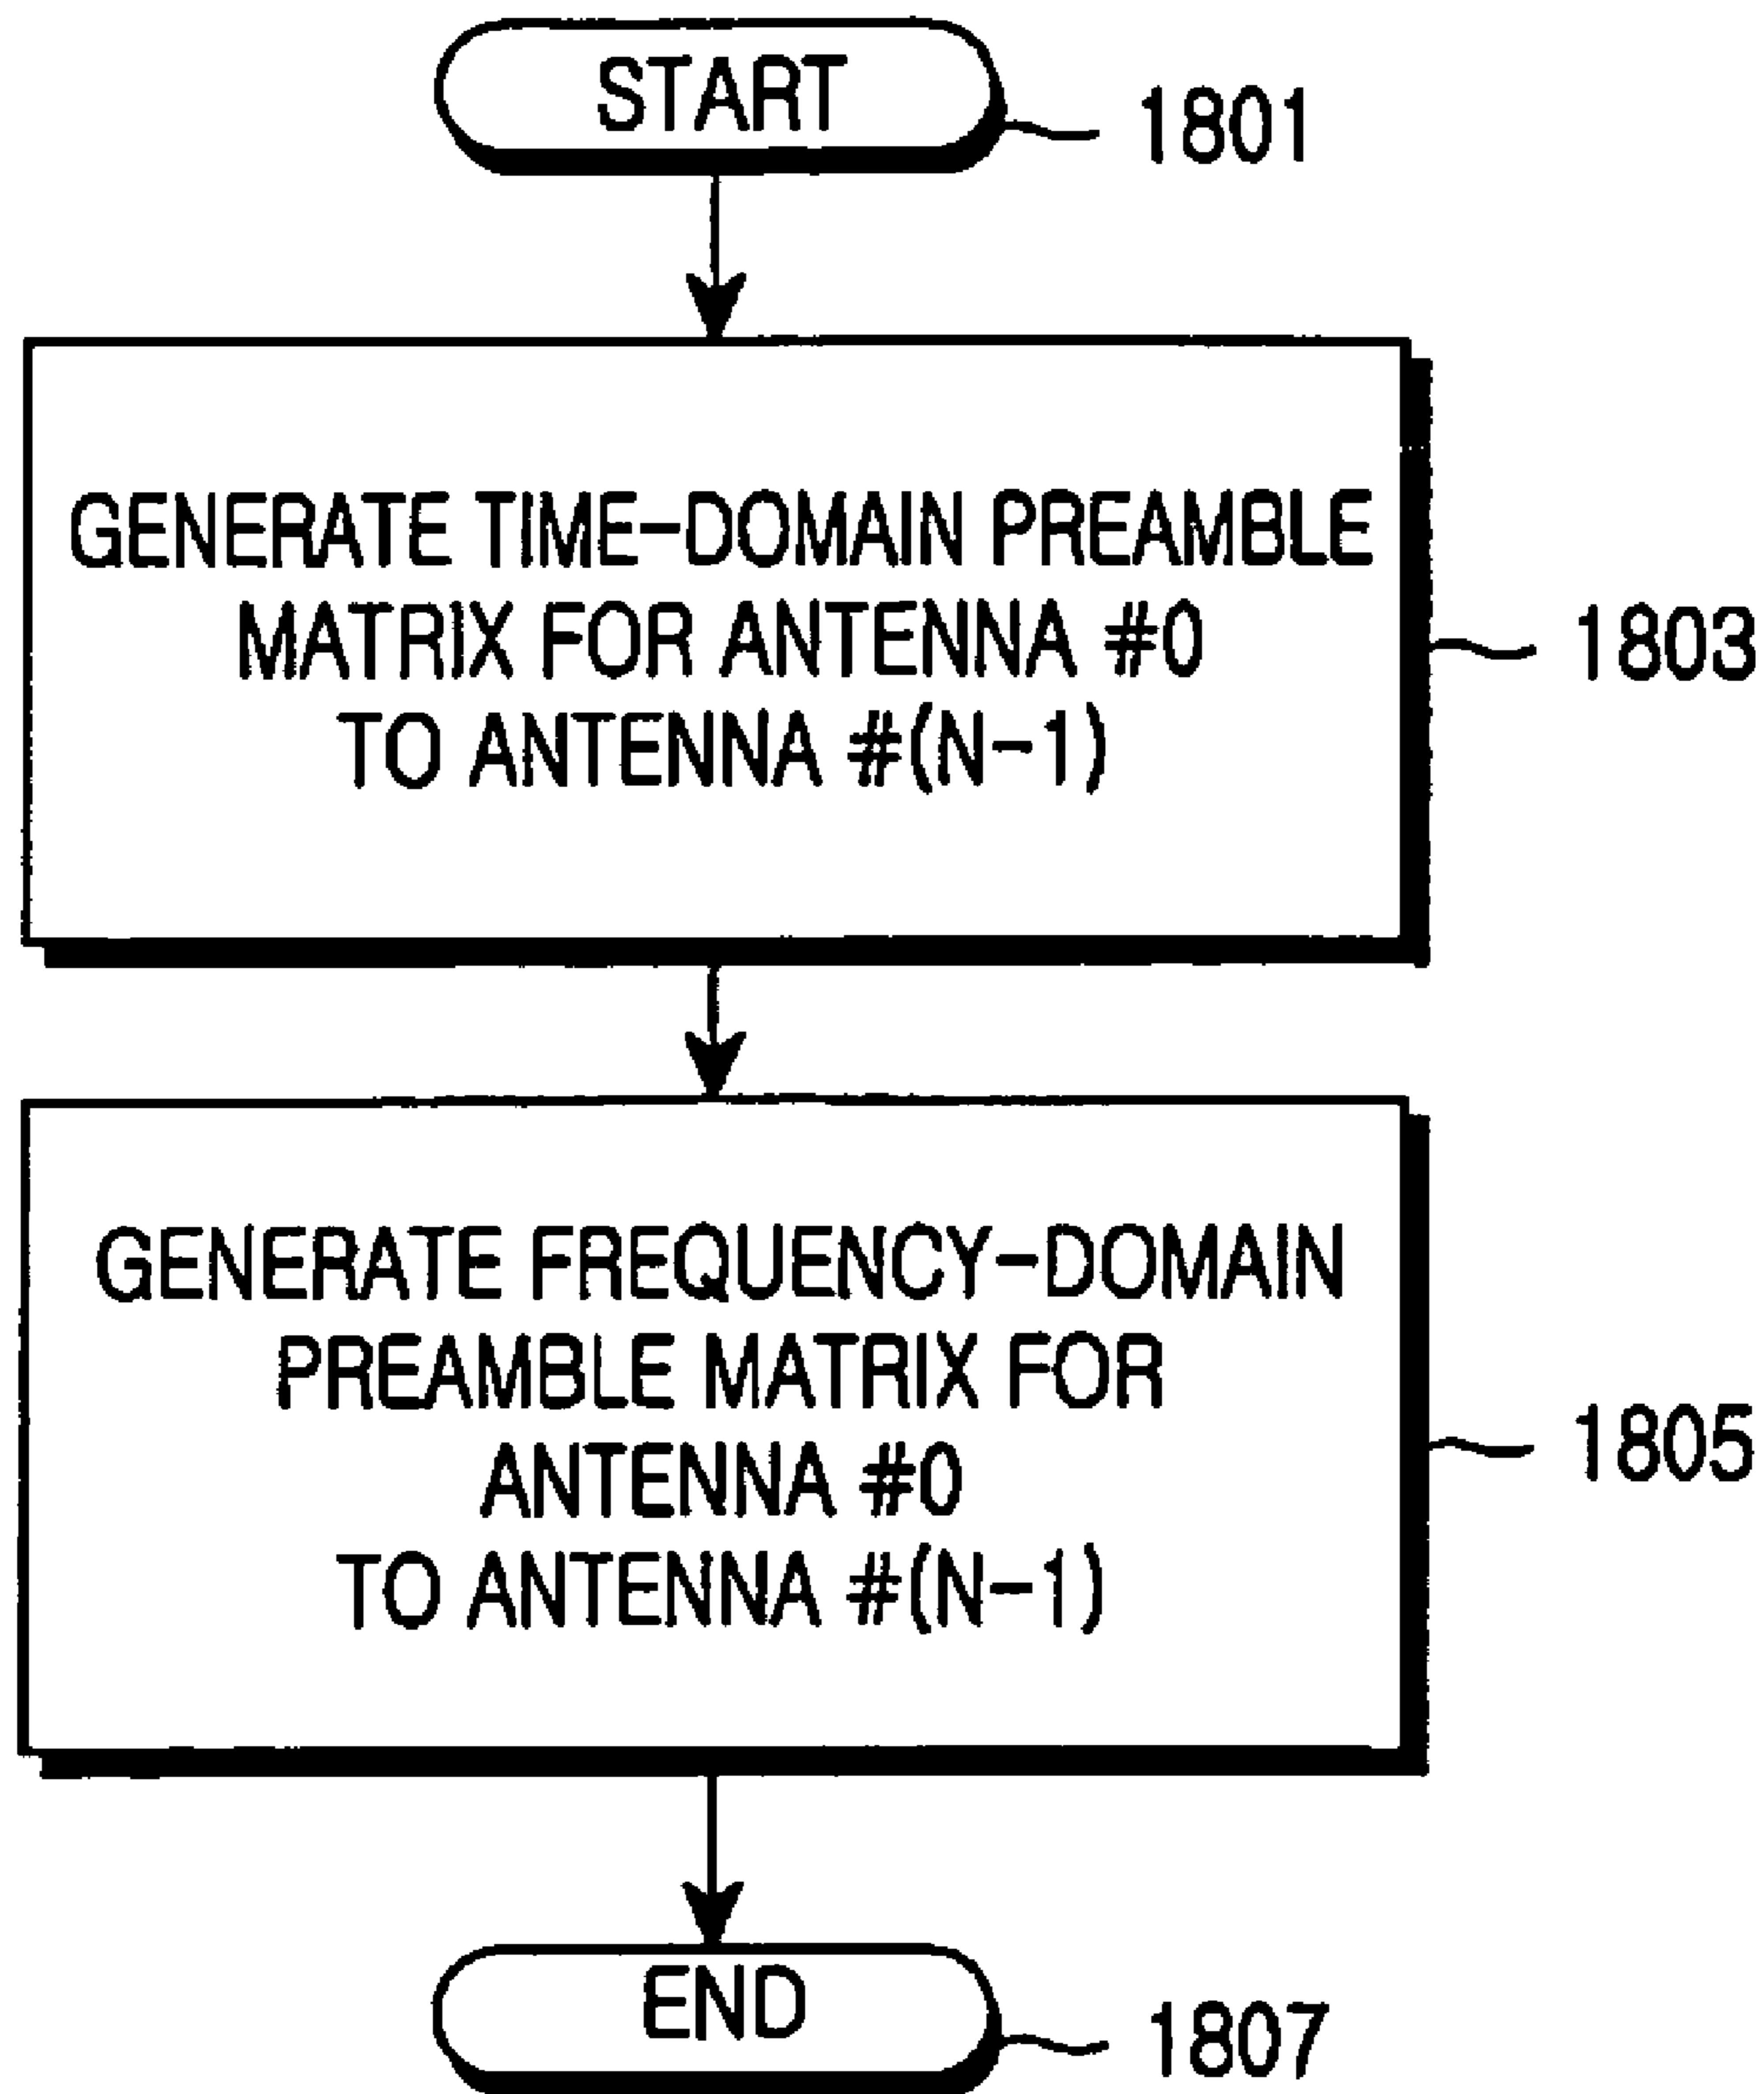 START
1801
GENERATE TIME-DOMAIN PREAMBLE
MATRIX FOR ANTENNA #0
TO ANTENNA #(N-1)
1803
GENERATE FREQUENCY-DOMAIN
PREAMBLE MATRIX FOR
ANTENNA #0
TO ANTENNA #(N-1)
1805
END
1807